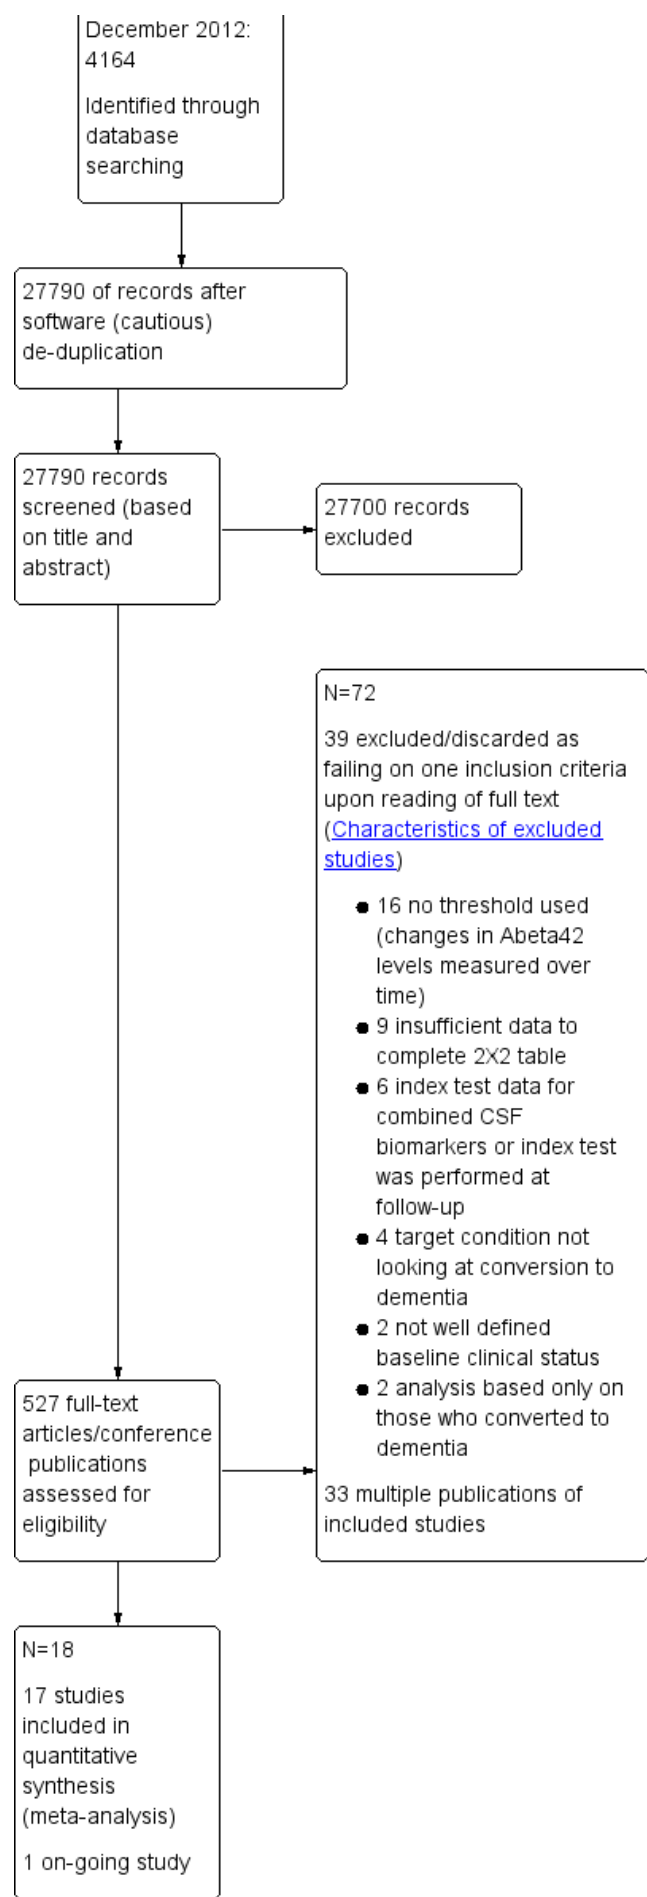 December 2012:
4164
Identified through
database
searching
27790 of records after
software (cautious)
de-duplication
27790 records
screened (based
on title and
abstract)
27700 records
excluded
N=72
39 excluded/discarded as
failing on one inclusion criteria
upon reading of full text
(Characteristics of excluded
studies)
● 16 no threshold used
(changes in Abeta42
levels measured over
time)
● 9 insufficient data to
complete 2X2 table
● 6 index test data for
combined CSF
biomarkers or index test
was performed at
follow-up
● 4 target condition not
looking at conversion to
dementia
● 2 not well defined
baseline clinical status
● 2 analysis based only on
those who converted to
dementia
33 multiple publications of
included studies
527 full-text
articles/conference
publications
assessed for
eligibility
N=18
17 studies
included in
quantitative
synthesis
(meta-analysis)
1 on-going study